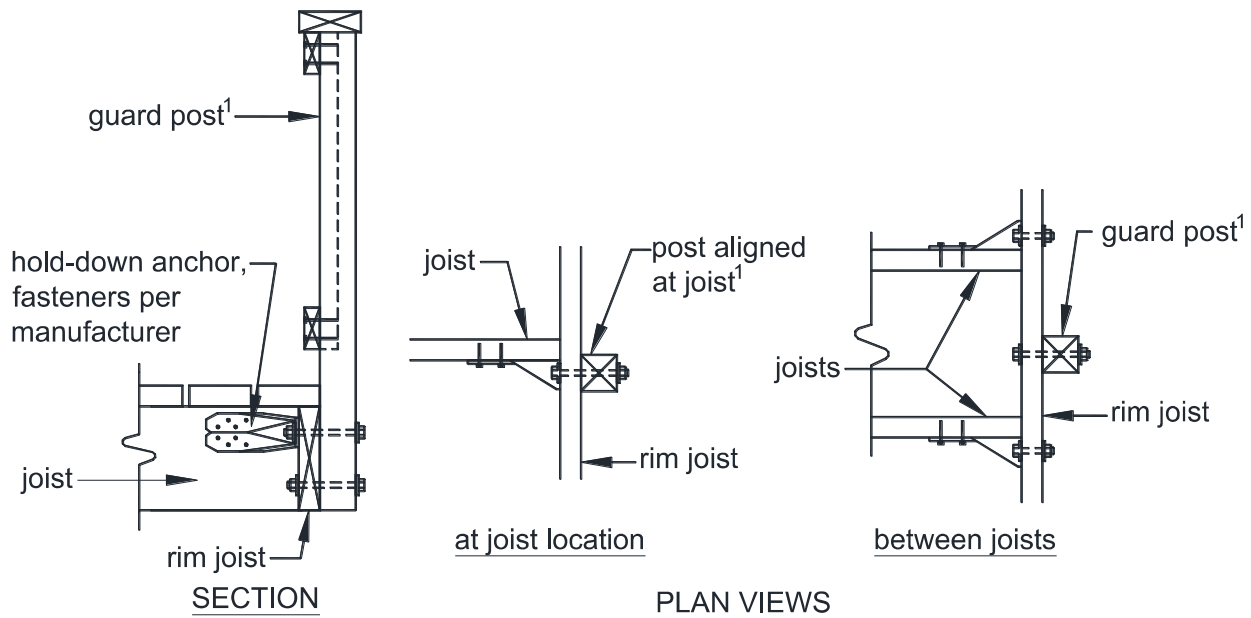 guard post¹
hold-down anchor,
fasteners per
manufacturer
joist
rim joist
SECTION
joist
post aligned
at joist¹
rim joist
at joist location
guard post¹
joists
rim joist
between joists
PLAN VIEWS